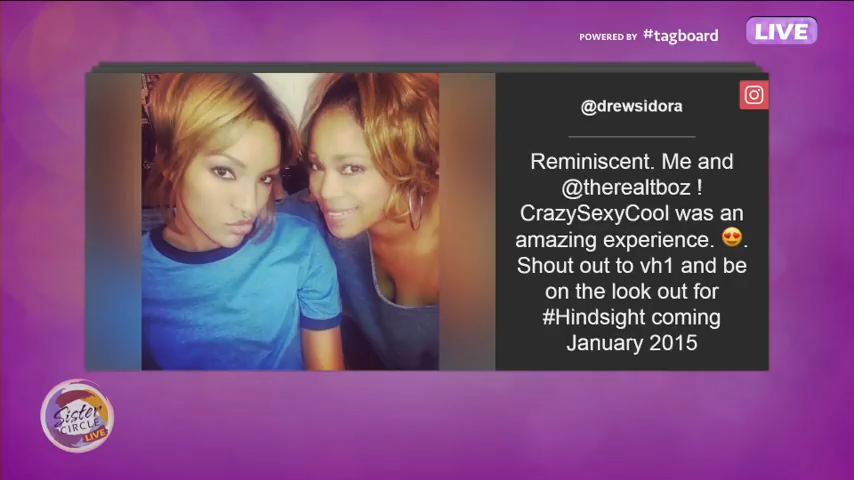 POWERED BY #tagboard
LIVE
@drewsidora
Reminiscent. Me and
@therealtboz !
CrazySexyCool was an
amazing experience. 😍.
Shout out to vh1 and be
on the look out for
#Hindsight coming
January 2015
Sister
CIRCLE
LIVE